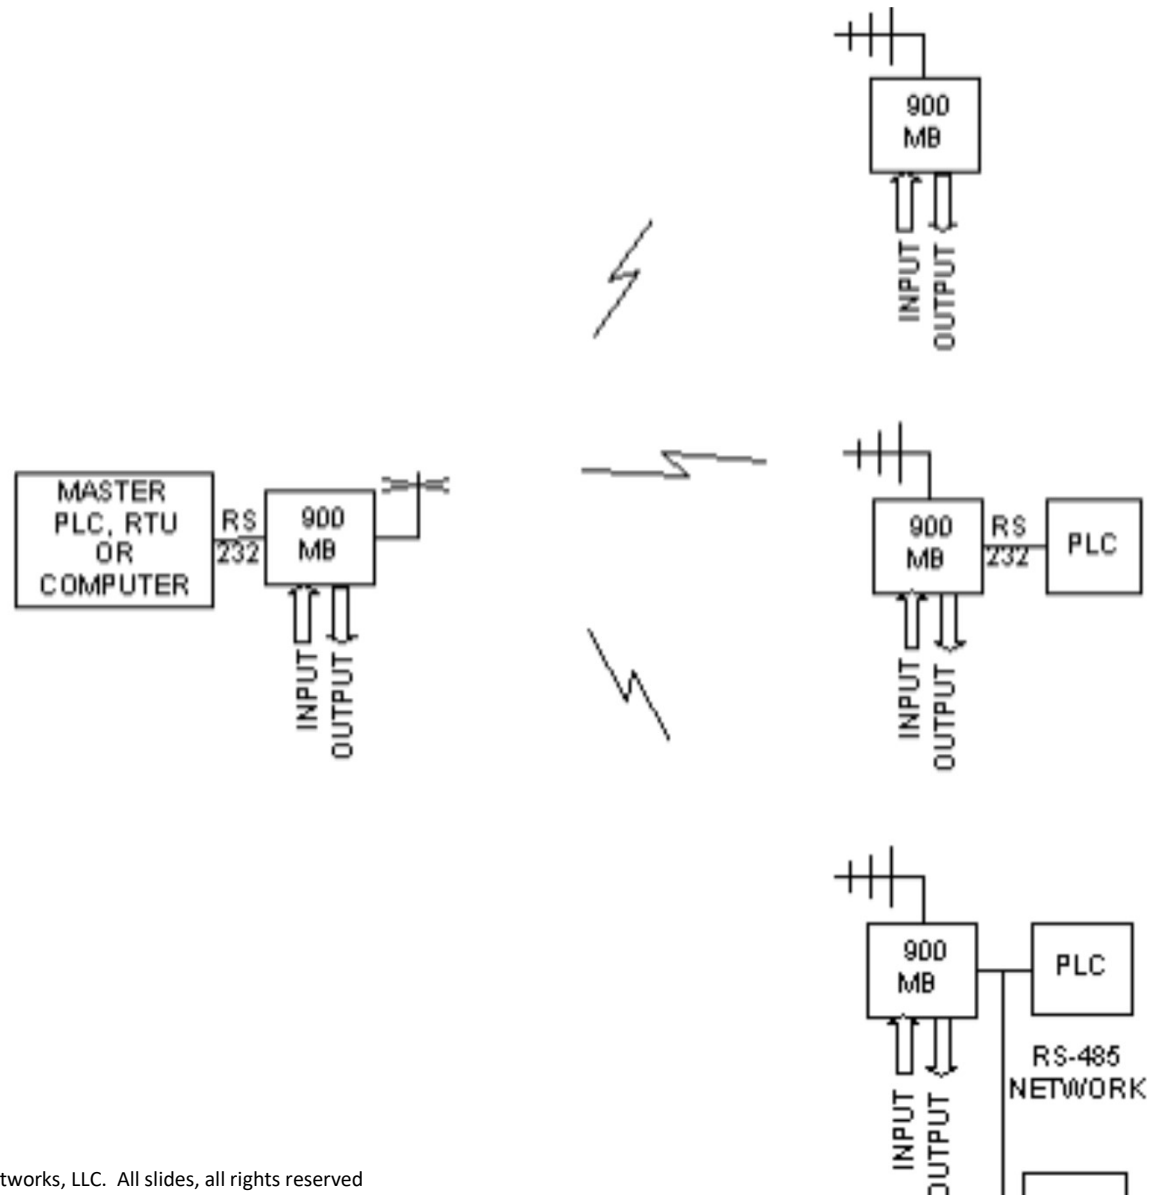 900
MB
INPUT
OUTPUT
MASTER
PLC, RTU
OR
COMPUTER
RS
232
900
MB
INPUT
OUTPUT
900
MB
RS
232
PLC
INPUT
OUTPUT
900
MB
PLC
RS-485
NETWORK
INPUT
OUTPUT
tworks, LLC. All slides, all rights reserved